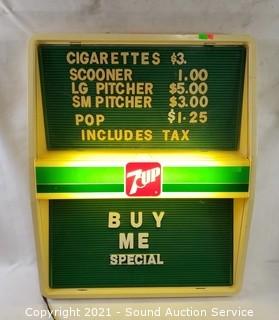 CIGARETTES $3.
SCOONER 1.00
LG PITCHER $5.00
SM PITCHER $3.00
POP $1.25
INCLUDES TAX
7UP
BUY
ME
SPECIAL
Copyright 2021 - Sound Auction Service